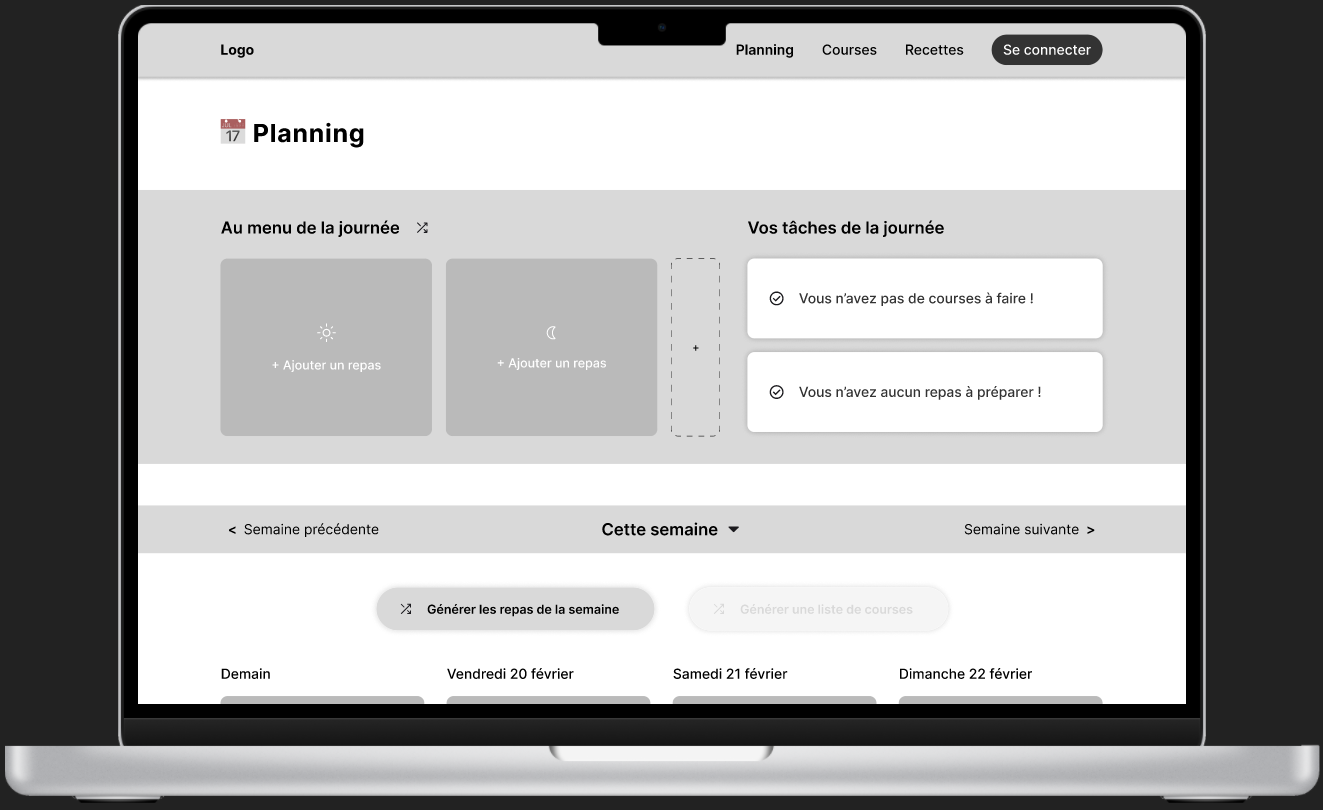 Logo
Planning
Courses
Recettes
Se connecter
17 Planning
Au menu de la journée
Vos tâches de la journée
+ Ajouter un repas
+ Ajouter un repas
+
Vous n’avez pas de courses à faire !
Vous n’avez aucun repas à préparer !
< Semaine précédente
Cette semaine
Semaine suivante >
Générer les repas de la semaine
Générer une liste de courses
Demain
Vendredi 20 février
Samedi 21 février
Dimanche 22 février